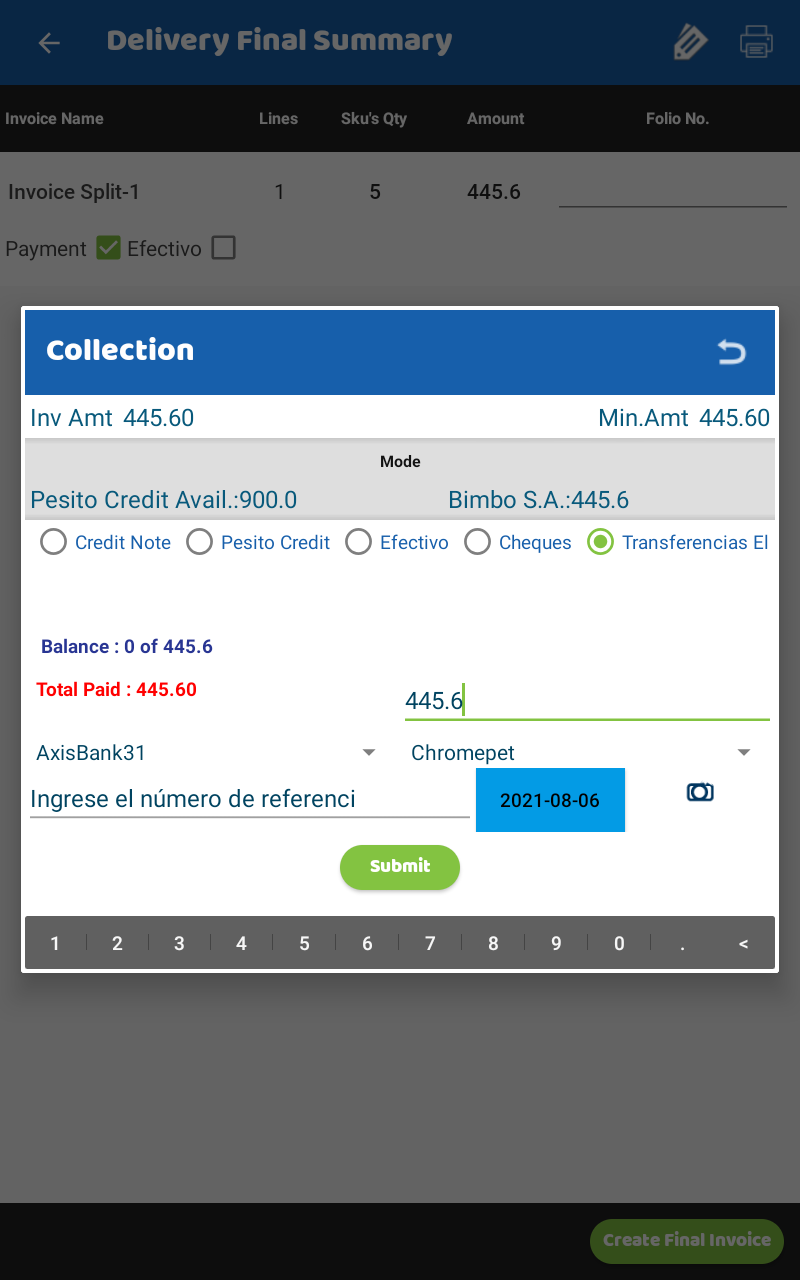 Delivery Final Summary
Invoice Name Lines Sku's Qty Amount Folio No.
Invoice Split-1 1 5 445.6
Payment Efectivo
Collection
Inv Amt 445.60 Min.Amt 445.60
Mode
Pesito Credit Avail.:900.0 Bimbo S.A.:445.6
Credit Note Pesito Credit Efectivo Cheques Transferencias El
Balance : 0 of 445.6
Total Paid : 445.60
445.6
AxisBank31 Chromepet
Ingrese el número de referenci 2021-08-06
Submit
1 2 3 4 5 6 7 8 9 0 . <
Create Final Invoice